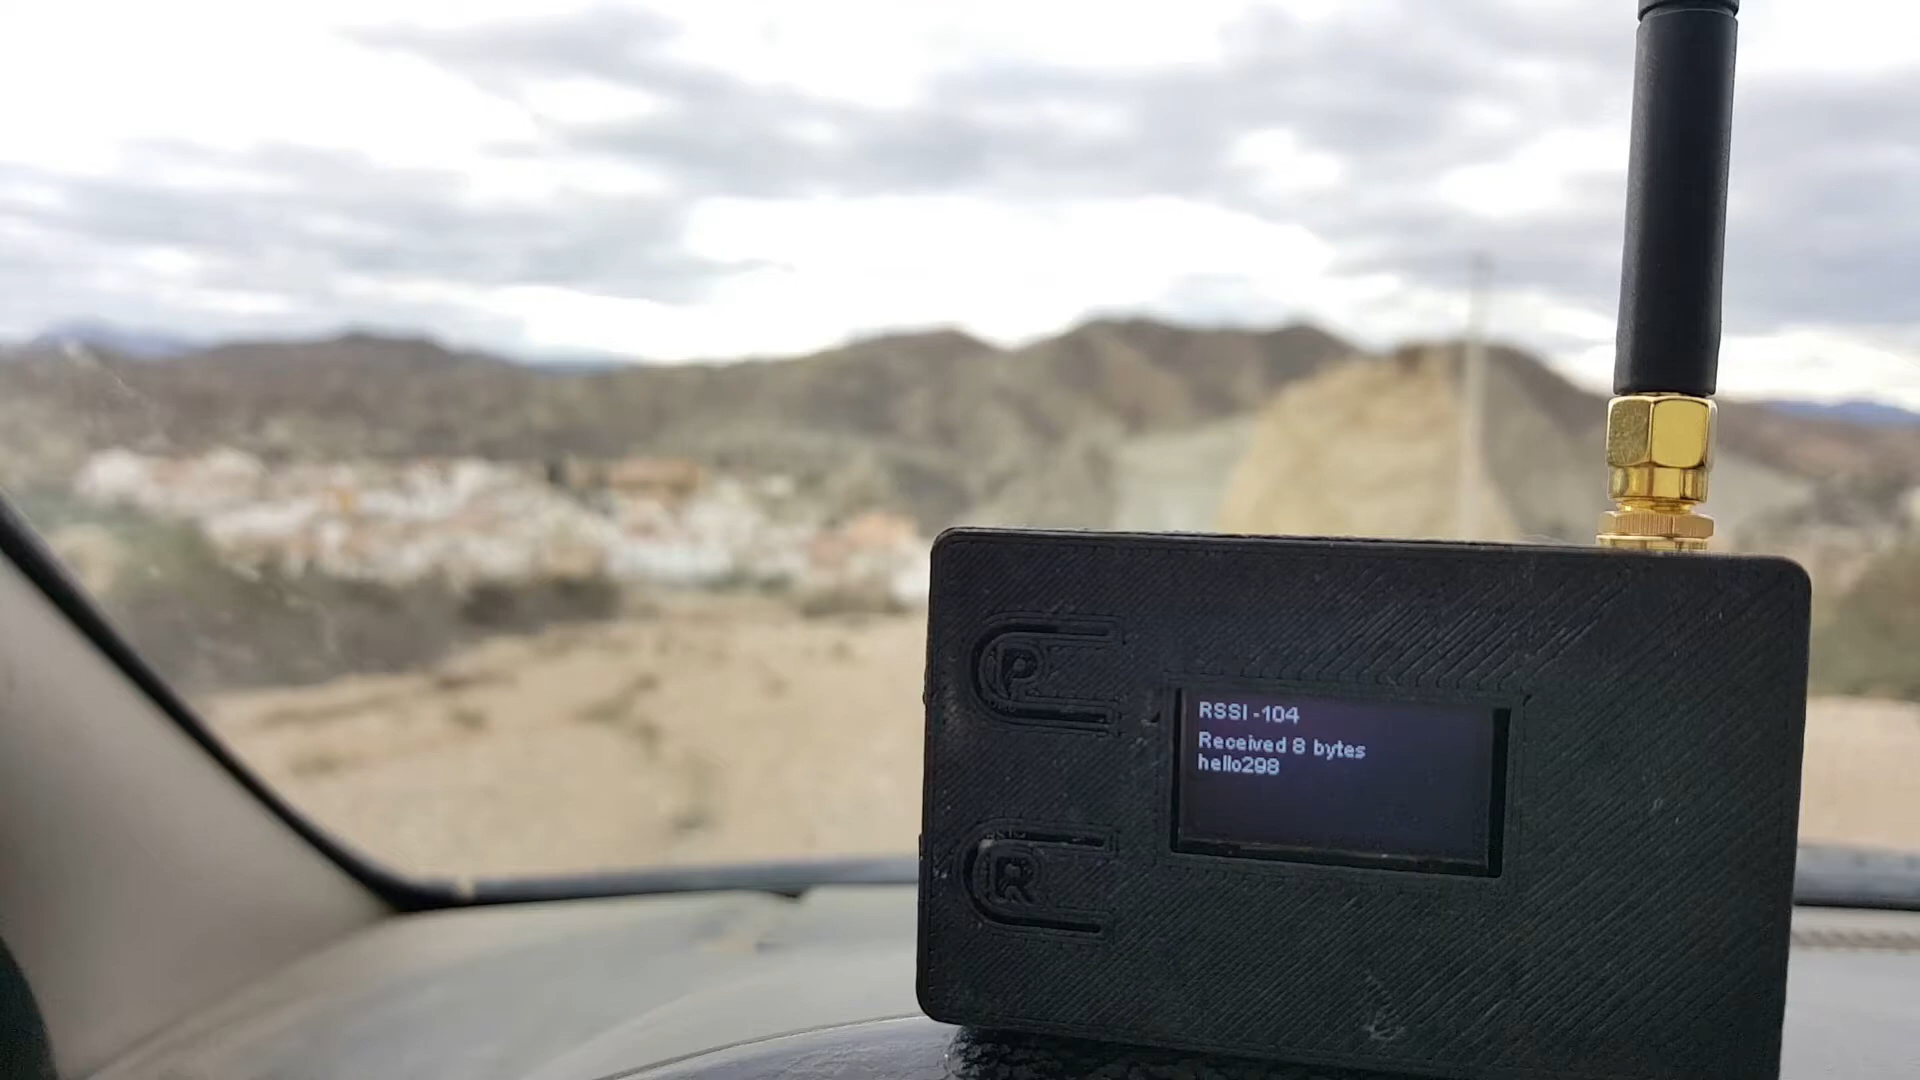 P
RSSI -104
Received 8 bytes
hello298
R